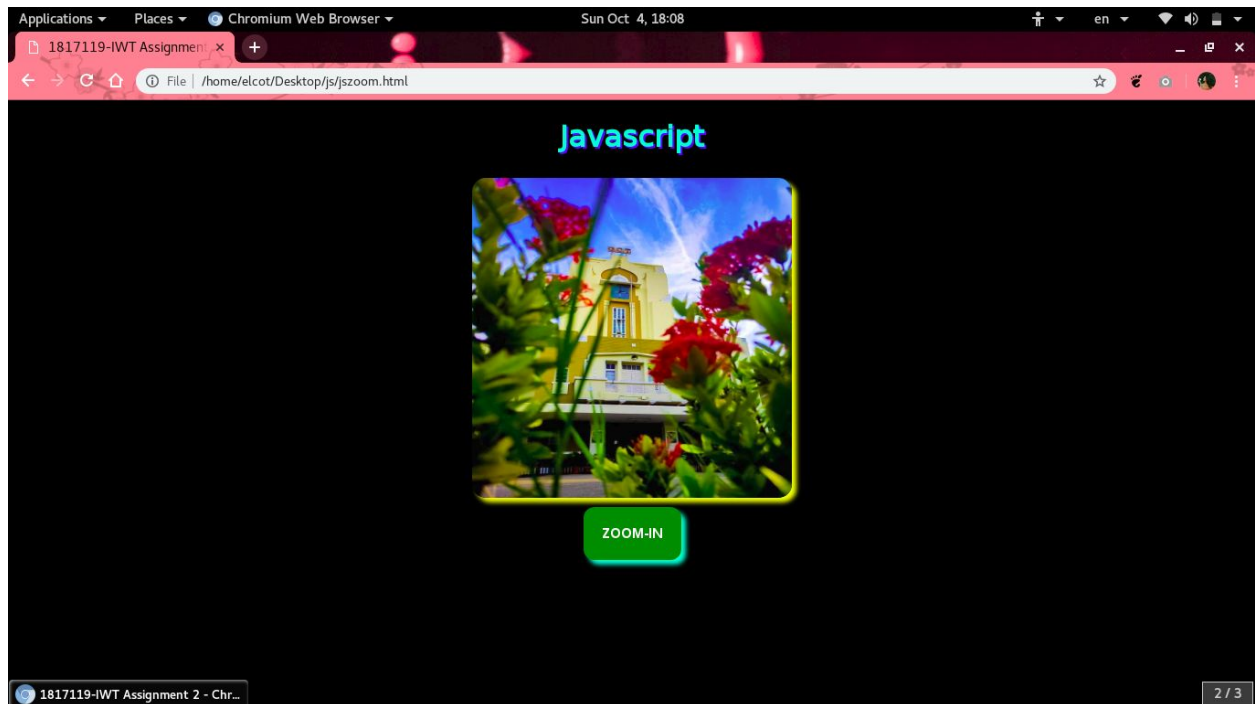 Applications Places Chromium Web Browser Sun Oct 4, 18:08 en
1817119-IWT Assignment
File /home/elcot/Desktop/js/jszoom.html
Javascript
ZOOM-IN
1817119-IWT Assignment 2 - Chr... 2 / 3